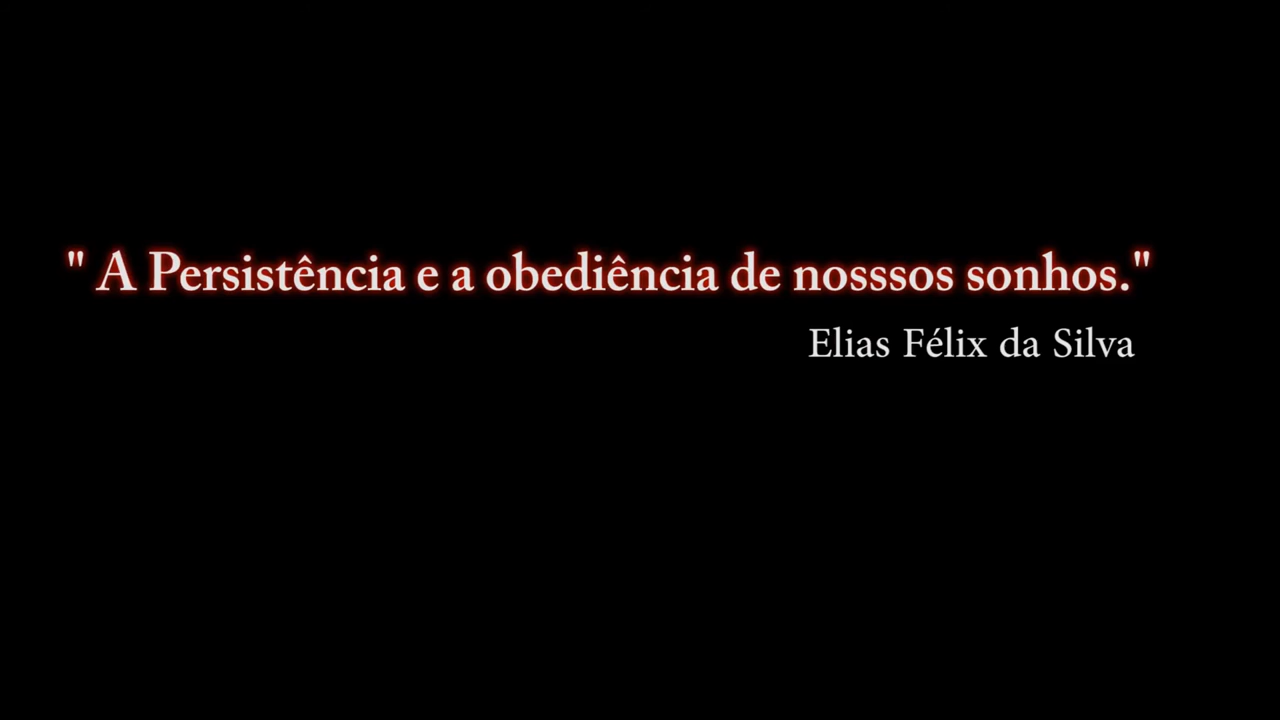 " A Persistência e a obediência de nosssos sonhos."
Elias Félix da Silva